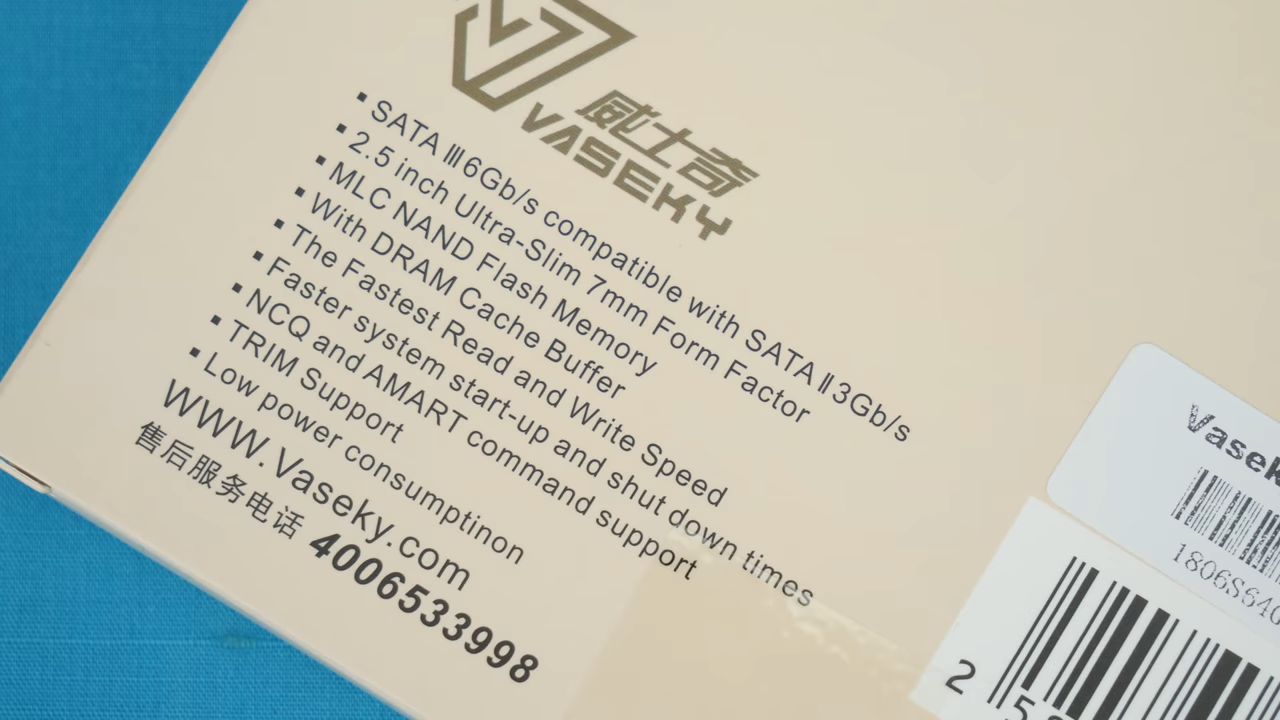 威士奇
VASEKY
▪ SATA Ⅲ 6Gb/s compatible with SATA Ⅱ 3Gb/s
▪ 2.5 inch Ultra-Slim 7mm Form Factor
▪ MLC NAND Flash Memory
▪ With DRAM Cache Buffer
▪ The Fastest Read and Write Speed
▪ Faster system start-up and shut down times
▪ NCQ and AMART command support
▪ TRIM Support
▪ Low power consumptinon
WWW.Vaseky.com
售后服务电话 4006533998
2